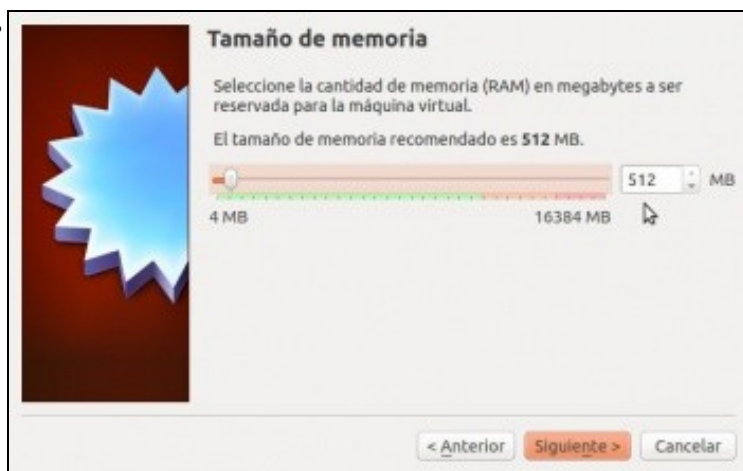 Tamaño de memoria
Seleccione la cantidad de memoria (RAM) en megabytes a ser
reservada para la máquina virtual.
El tamaño de memoria recomendado es 512 MB.
512 MB
4 MB 16384 MB
< Anterior Siguiente > Cancelar